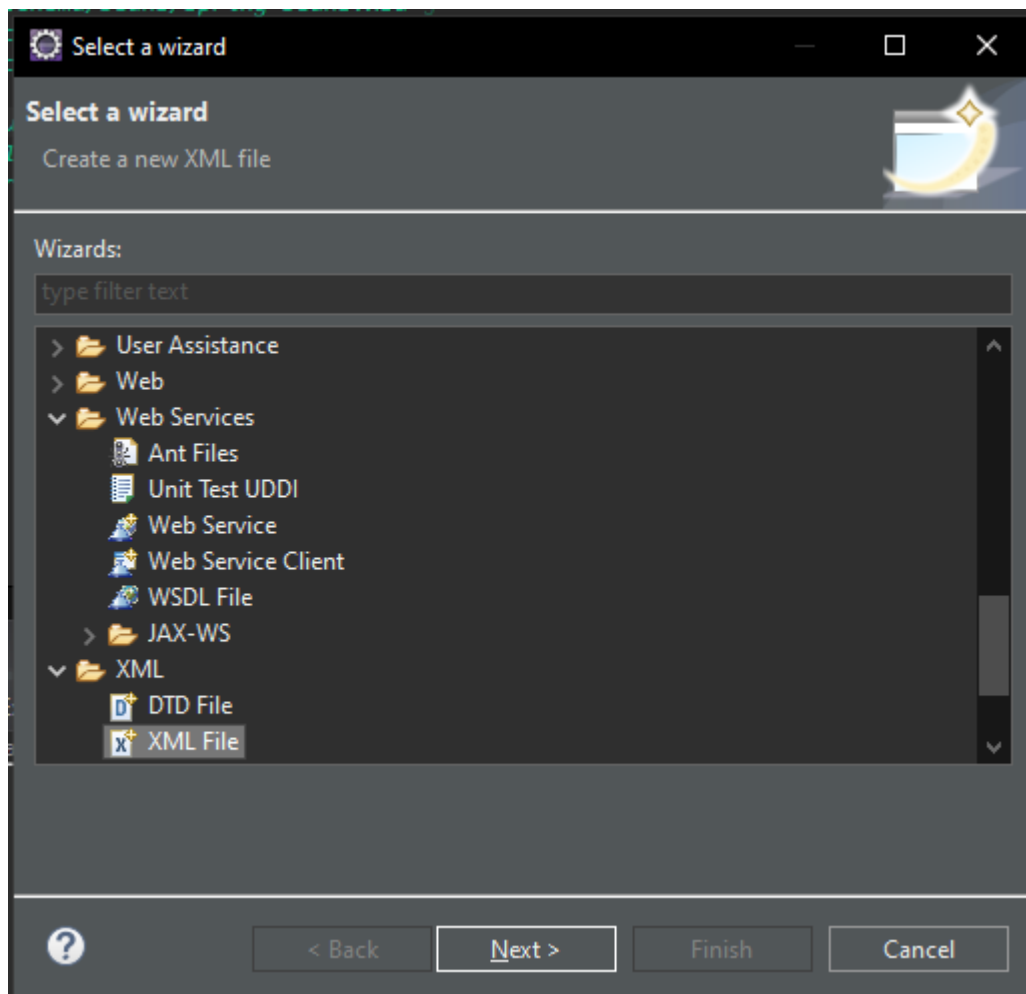 Select a wizard
Select a wizard
Create a new XML file
Wizards:
type filter text
User Assistance
Web
Web Services
Ant Files
Unit Test UDDI
Web Service
Web Service Client
WSDL File
JAX-WS
XML
DTD File
XML File
< Back Next > Finish Cancel